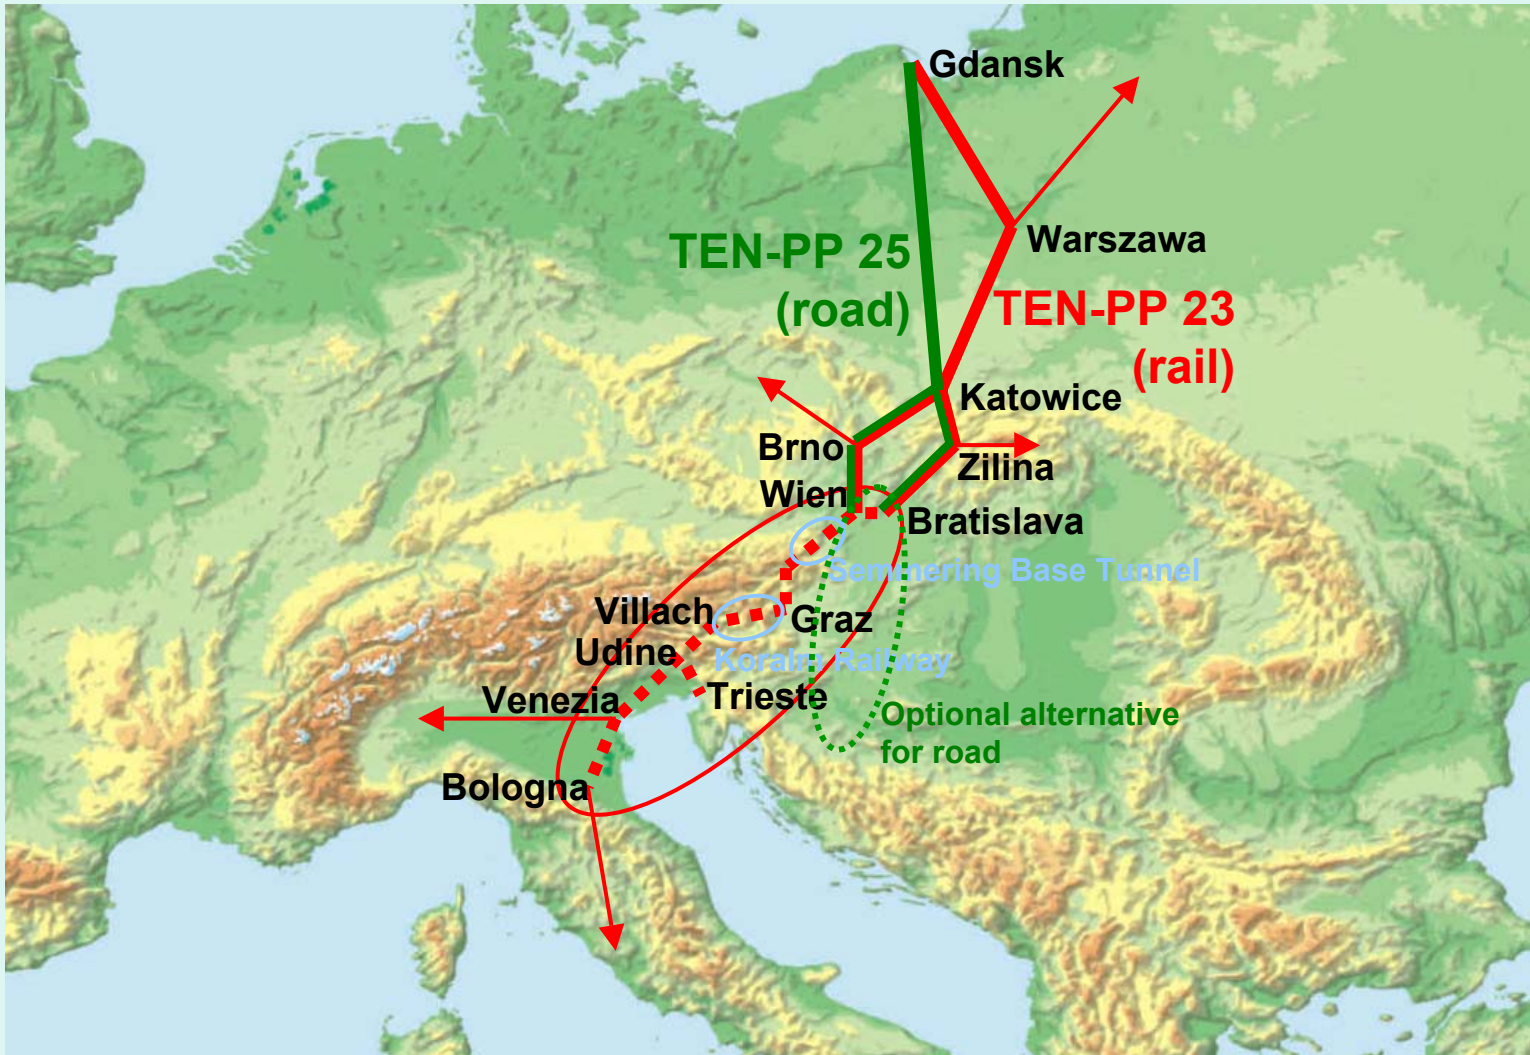 Gdansk
TEN-PP 25
(road)
Warszawa
TEN-PP 23
(rail)
Katowice
Brno
Zilina
Wien
Bratislava
Semmering Base Tunnel
Villach
Graz
Udine
Koralm Railway
Venezia
Trieste
Optional alternative
for road
Bologna